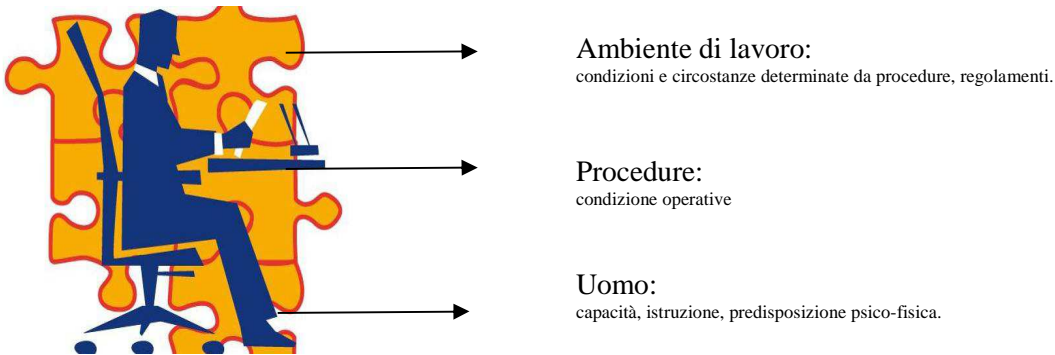 Ambiente di lavoro:
condizioni e circostanze determinate da procedure, regolamenti.
Procedure:
condizione operative
Uomo:
capacità, istruzione, predisposizione psico-fisica.